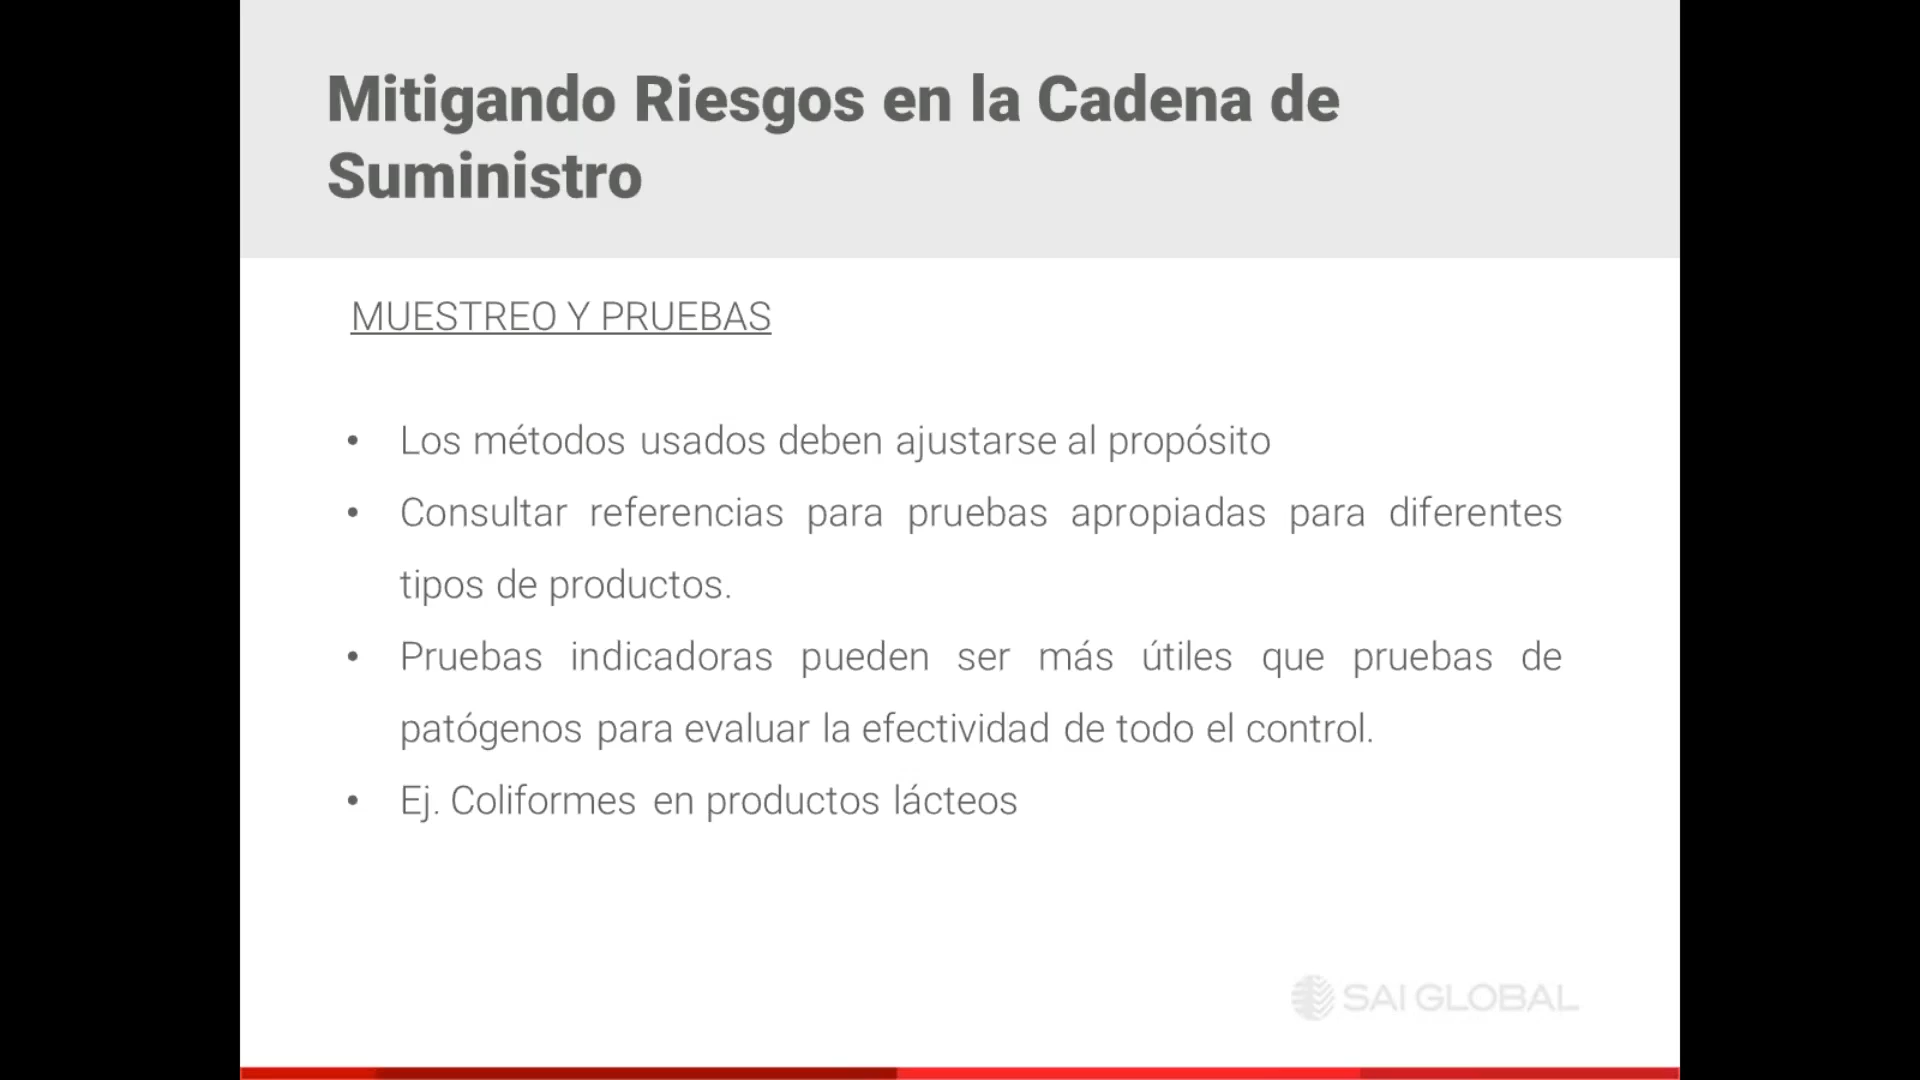 Mitigando Riesgos en la Cadena de
Suministro
MUESTREO Y PRUEBAS
• Los métodos usados deben ajustarse al propósito
• Consultar referencias para pruebas apropiadas para diferentes
tipos de productos.
• Pruebas indicadoras pueden ser más útiles que pruebas de
patógenos para evaluar la efectividad de todo el control.
• Ej. Coliformes en productos lácteos
SAI GLOBAL